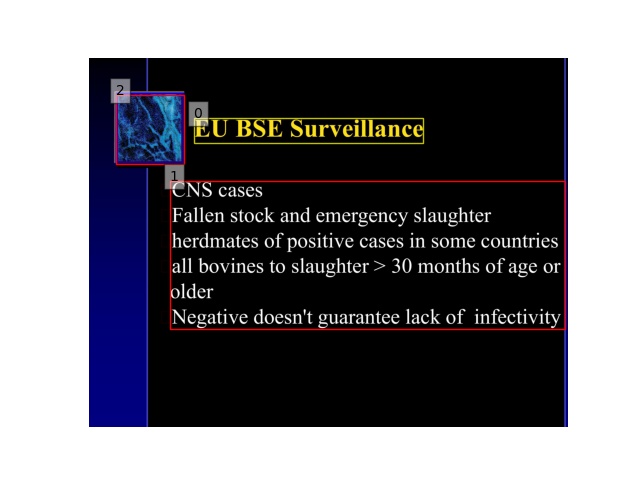 2
0
EU BSE Surveillance
1
CNS cases
Fallen stock and emergency slaughter
herdmates of positive cases in some countries
all bovines to slaughter > 30 months of age or
older
Negative doesn't guarantee lack of  infectivity